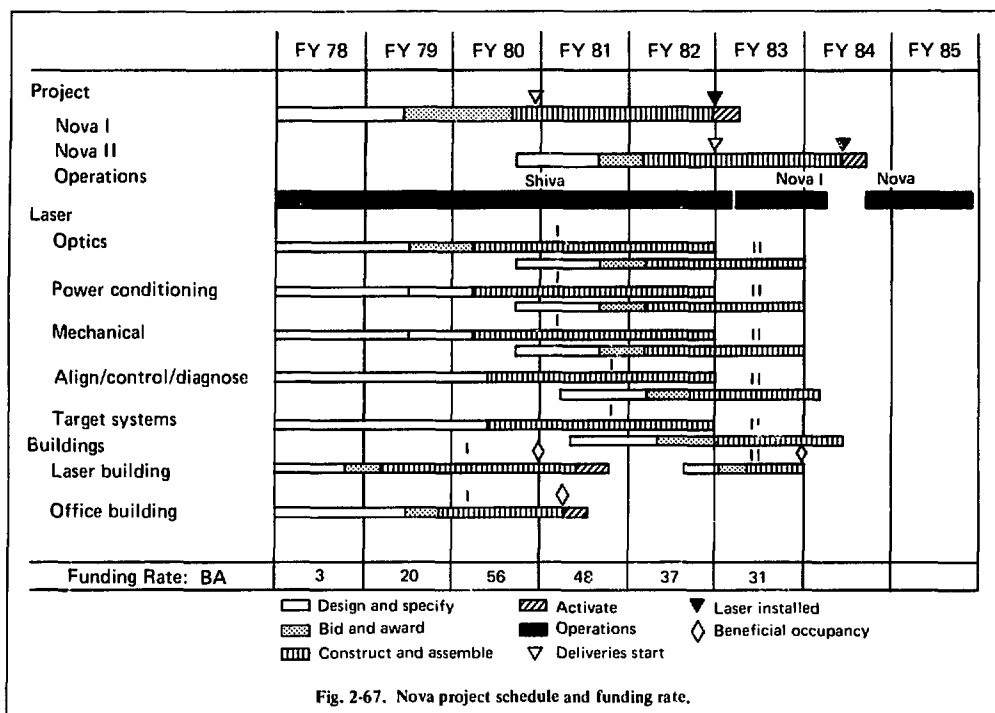 FY 78 FY 79 FY 80 FY 81 FY 82 FY 83 FY 84 FY 85
Project
Nova I
Nova II
Operations
Shiva Nova I Nova
Laser
I
Optics II
I
Power conditioning II
I
Mechanical II
I
Align/control/diagnose II
I
Target systems II
Buildings
I II
Laser building
I
Office building
Funding Rate: BA 3 20 56 48 37 31
Design and specify Activate Laser installed
Bid and award Operations Beneficial occupancy
Construct and assemble Deliveries start
Fig. 2-67. Nova project schedule and funding rate.